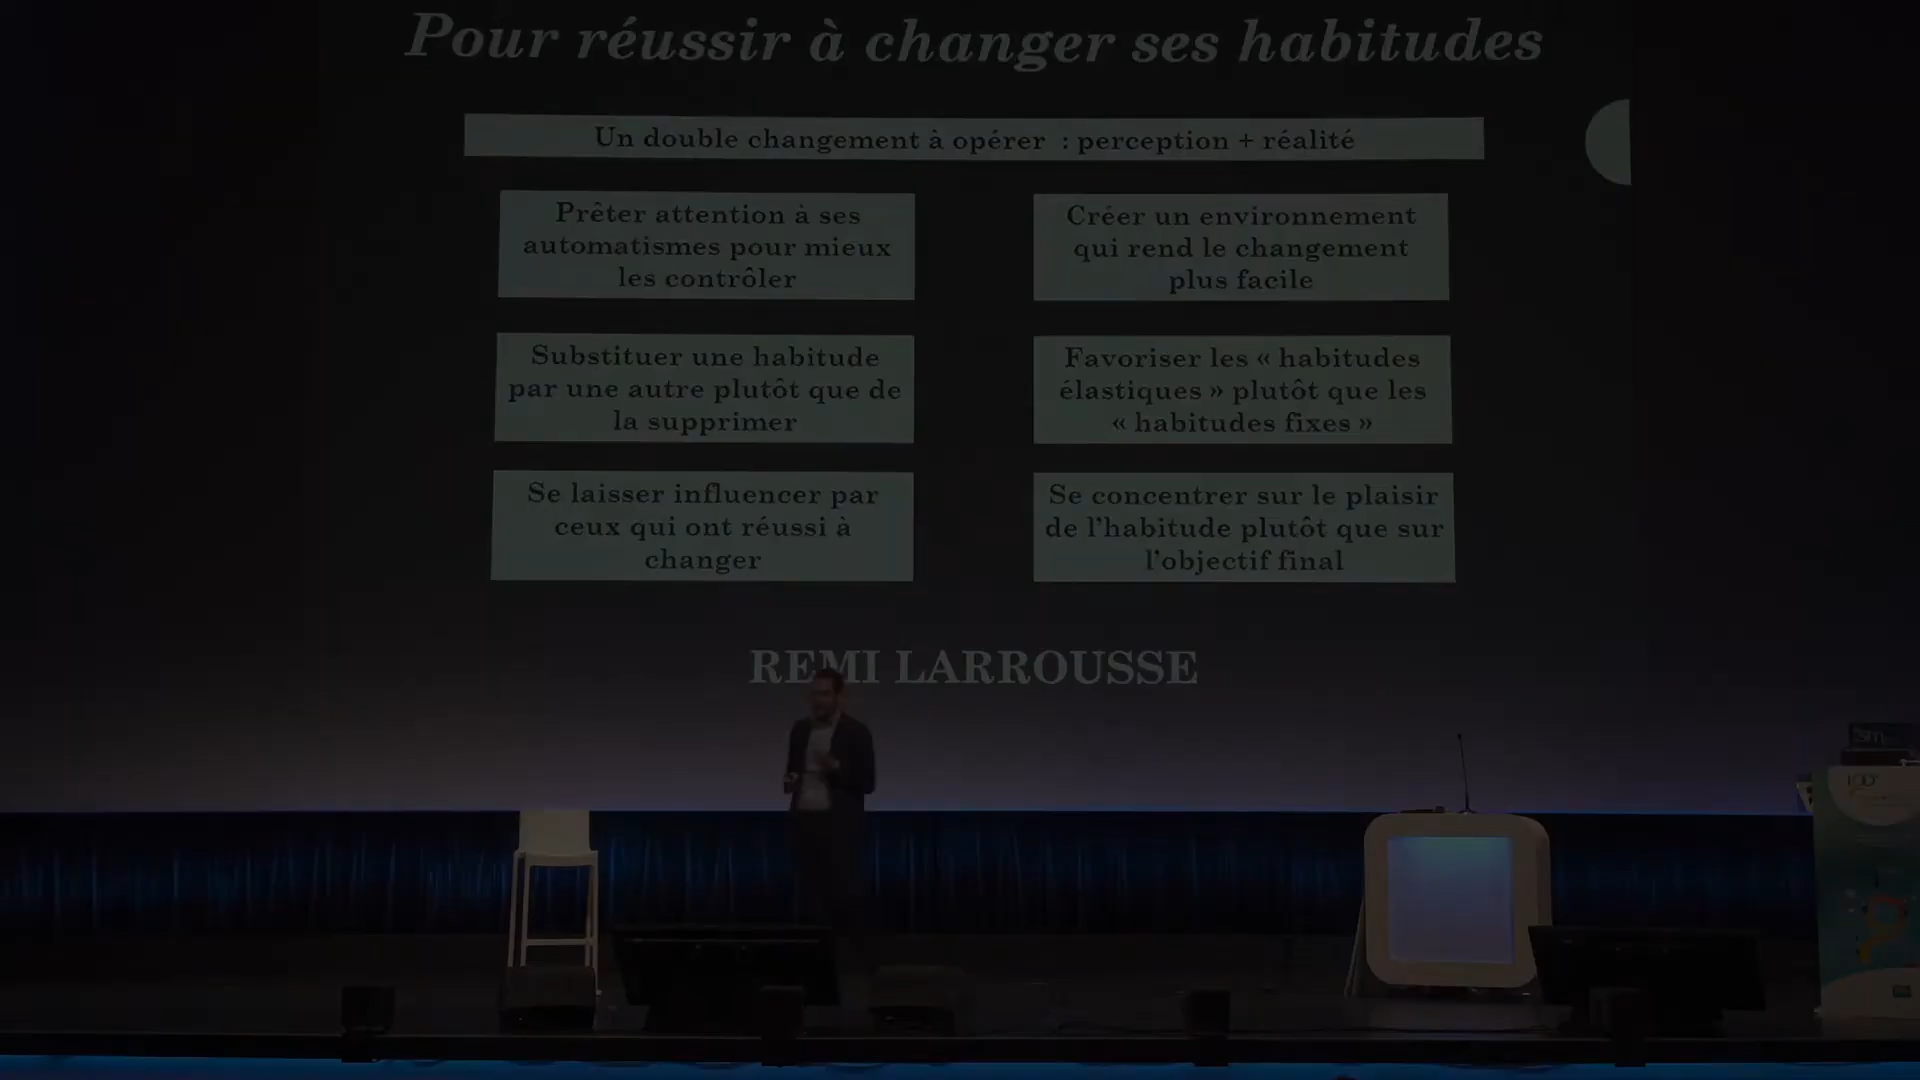 Pour réussir à changer ses habitudes
Un double changement à opérer : perception + réalité
Prêter attention à ses
automatismes pour mieux
les contrôler
Créer un environnement
qui rend le changement
plus facile
Substituer une habitude
par une autre plutôt que de
la supprimer
Favoriser les « habitudes
élastiques » plutôt que les
« habitudes fixes »
Se laisser influencer par
ceux qui ont réussi à
changer
Se concentrer sur le plaisir
de l'habitude plutôt que sur
l'objectif final
REMI LARROUSSE